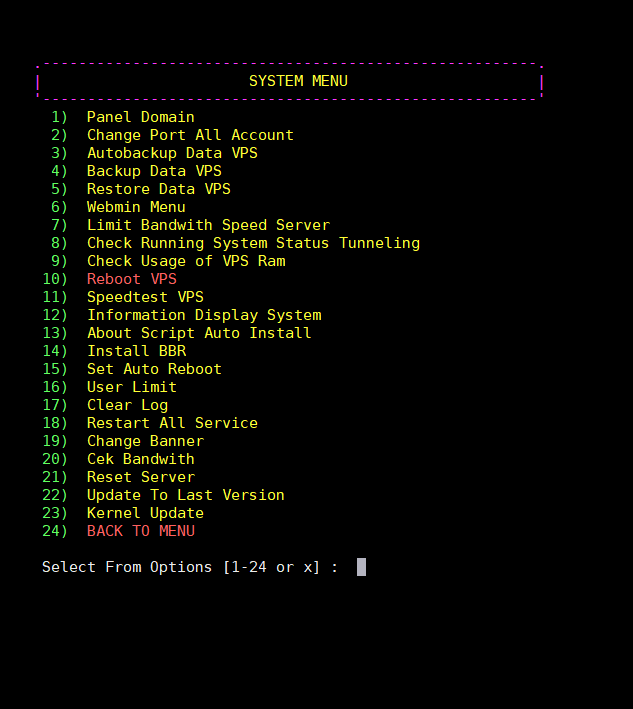 SYSTEM MENU
1) Panel Domain
2) Change Port All Account
3) Autobackup Data VPS
4) Backup Data VPS
5) Restore Data VPS
6) Webmin Menu
7) Limit Bandwith Speed Server
8) Check Running System Status Tunneling
9) Check Usage of VPS Ram
10) Reboot VPS
11) Speedtest VPS
12) Information Display System
13) About Script Auto Install
14) Install BBR
15) Set Auto Reboot
16) User Limit
17) Clear Log
18) Restart All Service
19) Change Banner
20) Cek Bandwith
21) Reset Server
22) Update To Last Version
23) Kernel Update
24) BACK TO MENU
Select From Options [1-24 or x] :